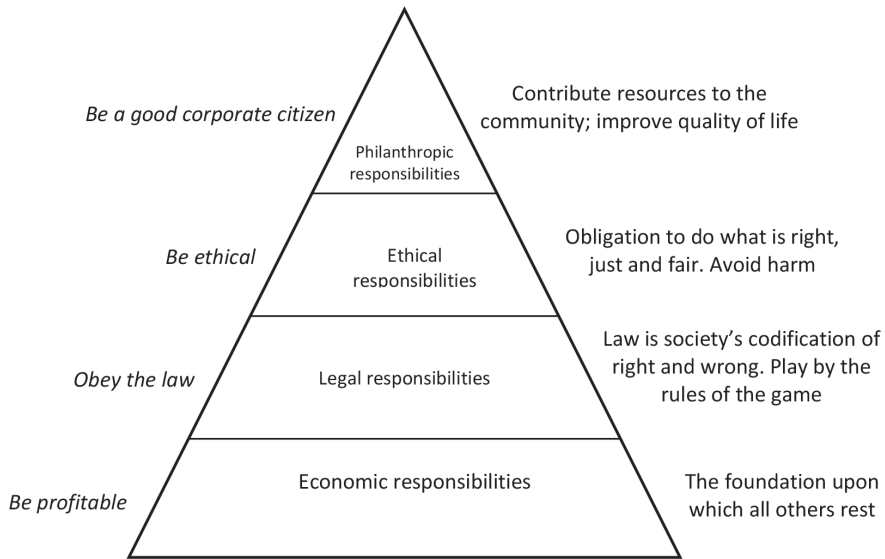 Be a good corporate citizen
Contribute resources to the
community; improve quality of life
Philanthropic
responsibilities
Be ethical
Ethical
responsibilities
Obligation to do what is right,
just and fair. Avoid harm
Obey the law
Legal responsibilities
Law is society’s codification of
right and wrong. Play by the
rules of the game
Be profitable
Economic responsibilities
The foundation upon
which all others rest